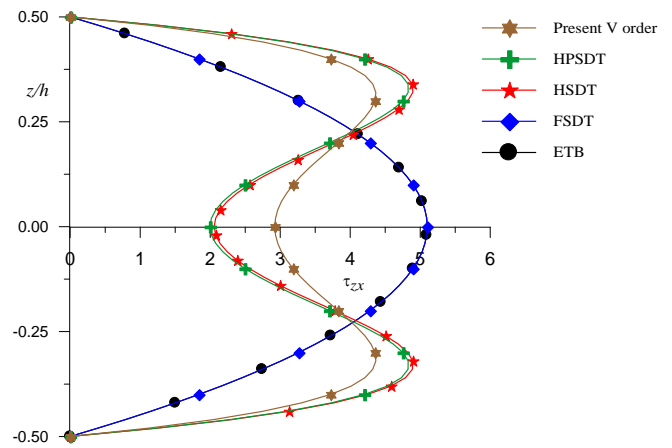 0.50
z/h
0.25
0.00
-0.25
-0.50
0 1 2 3 4 5 6
τzx
Present V order
HPSDT
HSDT
FSDT
ETB